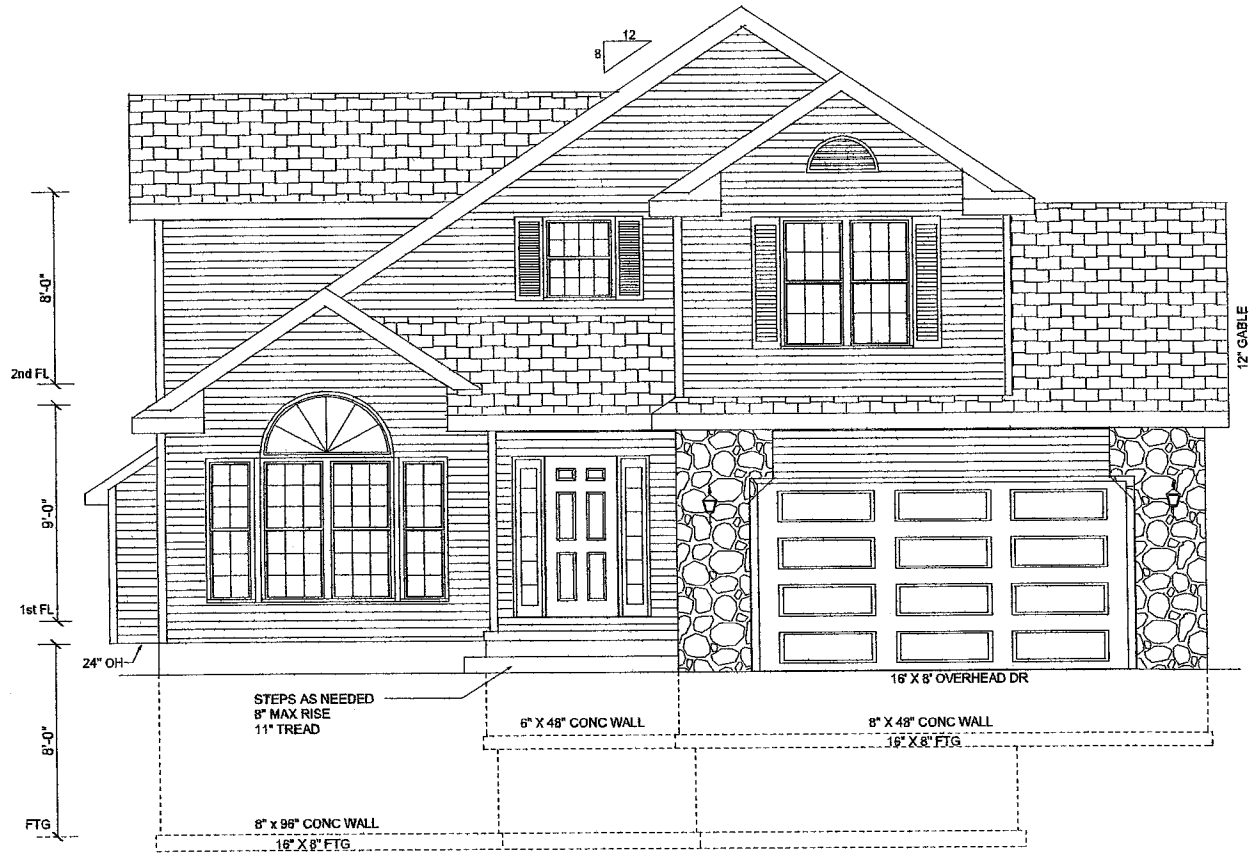 12
8
8'-0"
2nd FL
12" GABLE
9'-0"
1st FL
24" OH
16' X 8' OVERHEAD DR
STEPS AS NEEDED
8" MAX RISE
11" TREAD
6" X 48" CONC WALL
8" X 48" CONC WALL
16" X 8" FTG
8'-0"
FTG
8" x 96" CONC WALL
16" X 8" FTG